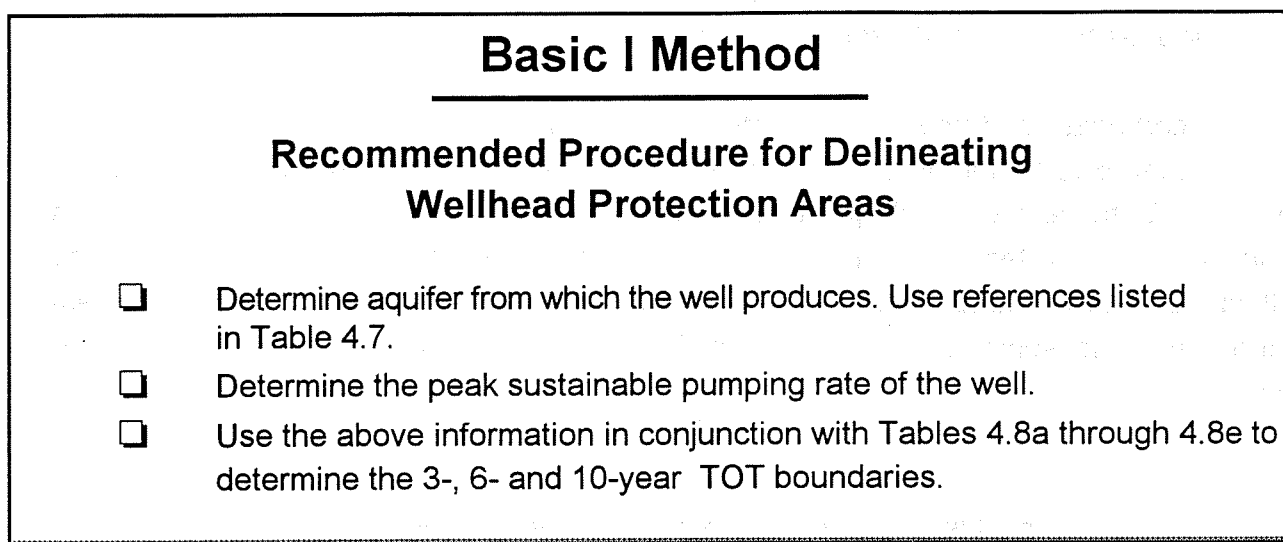 Basic I Method
Recommended Procedure for Delineating
Wellhead Protection Areas
❑ Determine aquifer from which the well produces. Use references listed
in Table 4.7.
❑ Determine the peak sustainable pumping rate of the well.
❑ Use the above information in conjunction with Tables 4.8a through 4.8e to
determine the 3-, 6- and 10-year TOT boundaries.